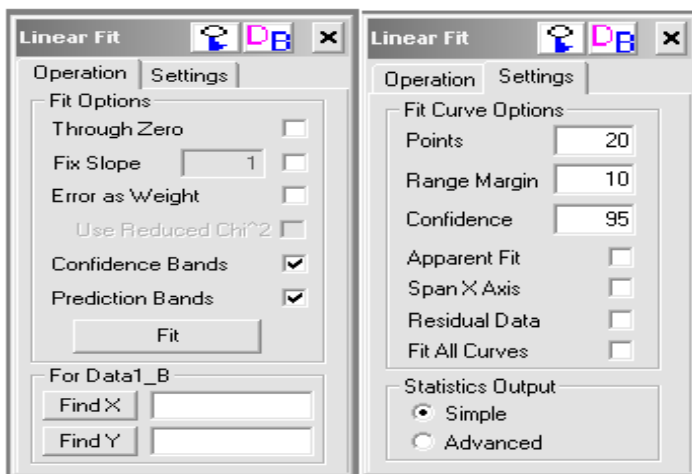 Linear Fit DB
Operation Settings
Fit Options
Through Zero
Fix Slope 1
Error as Weight
Use Reduced Chi^2
Confidence Bands
Prediction Bands
Fit
For Data1_B
Find X
Find Y
Linear Fit DB
Operation Settings
Fit Curve Options
Points 20
Range Margin 10
Confidence 95
Apparent Fit
Span X Axis
Residual Data
Fit All Curves
Statistics Output
Simple
Advanced